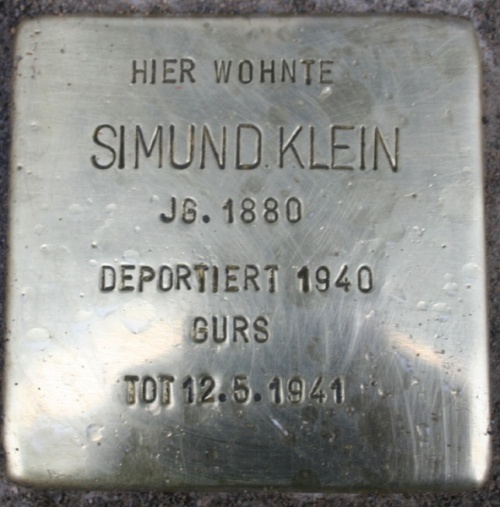 HIER WOHNTE
SIMUND KLEIN
JG. 1880
DEPORTIERT 1940
GURS
TOT 12.5.1941